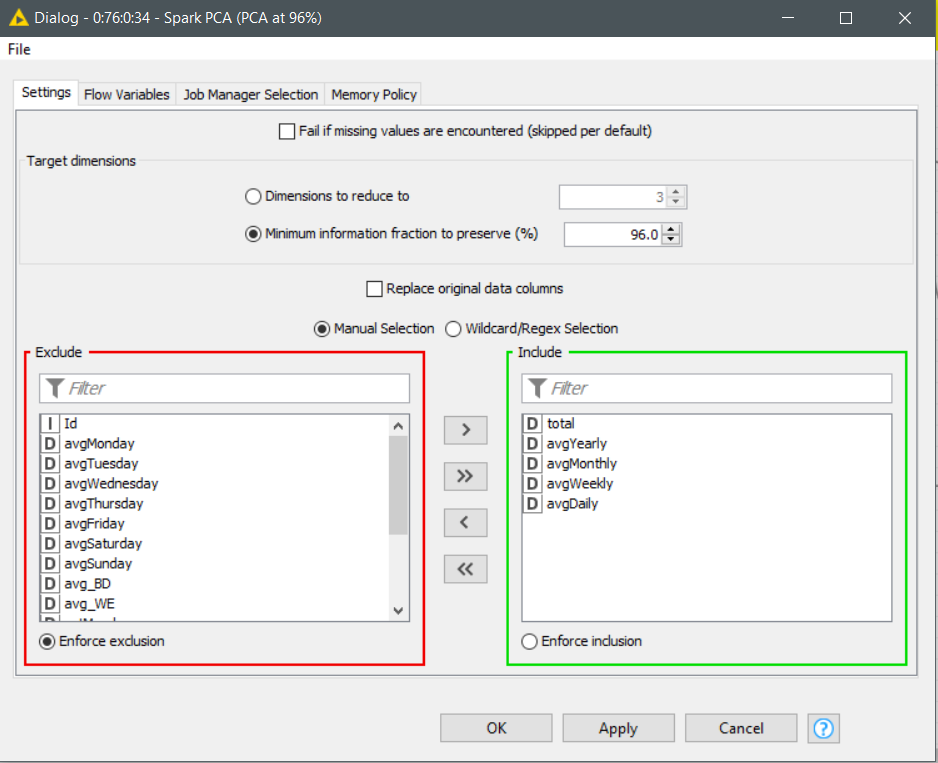 Dialog - 0:76:0:34 - Spark PCA (PCA at 96%)
File
Settings Flow Variables Job Manager Selection Memory Policy
Fail if missing values are encountered (skipped per default)
Target dimensions
Dimensions to reduce to 3
Minimum information fraction to preserve (%) 96.0
Replace original data columns
Manual Selection Wildcard/Regex Selection
Exclude
Filter
I Id
D avgMonday
D avgTuesday
D avgWednesday
D avgThursday
D avgFriday
D avgSaturday
D avgSunday
D avg_BD
D avg_WE
Enforce exclusion
>
>>
<
<<
Include
Filter
D total
D avgYearly
D avgMonthly
D avgWeekly
D avgDaily
Enforce inclusion
OK Apply Cancel ?